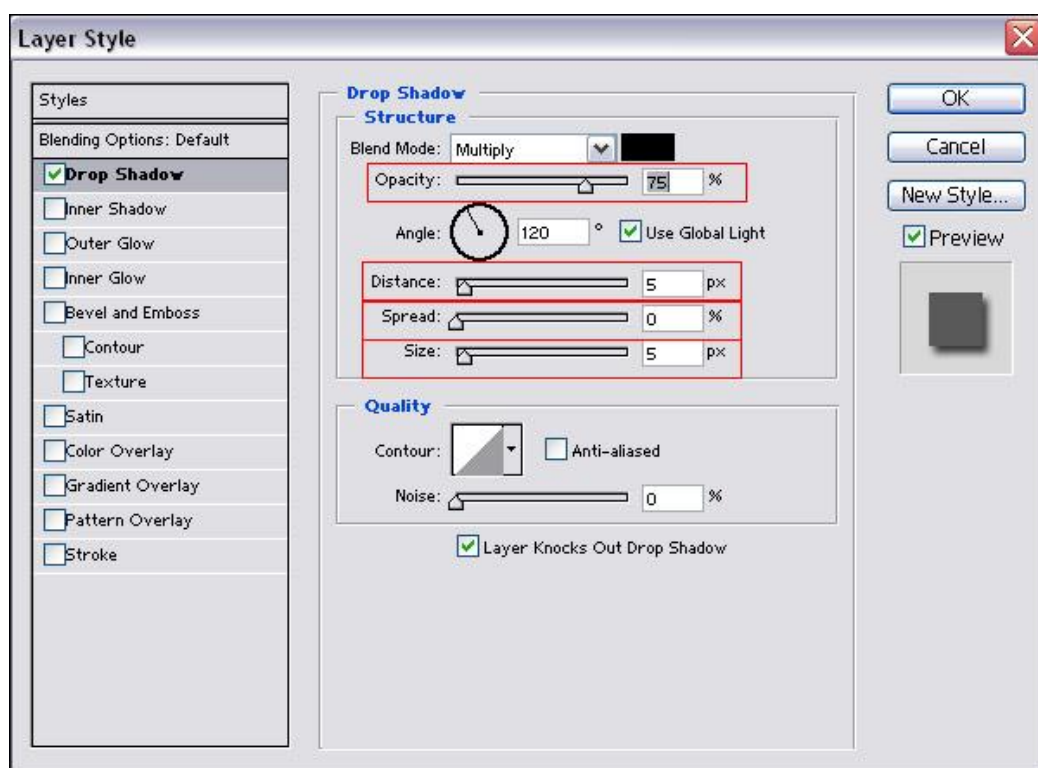 Layer Style
Styles
Blending Options: Default
Drop Shadow
Inner Shadow
Outer Glow
Inner Glow
Bevel and Emboss
Contour
Texture
Satin
Color Overlay
Gradient Overlay
Pattern Overlay
Stroke
Drop Shadow
Structure
Blend Mode: Multiply
Opacity: 75 %
Angle: 120 ° Use Global Light
Distance: 5 px
Spread: 0 %
Size: 5 px
Quality
Contour: Anti-aliased
Noise: 0 %
Layer Knocks Out Drop Shadow
OK
Cancel
New Style...
Preview